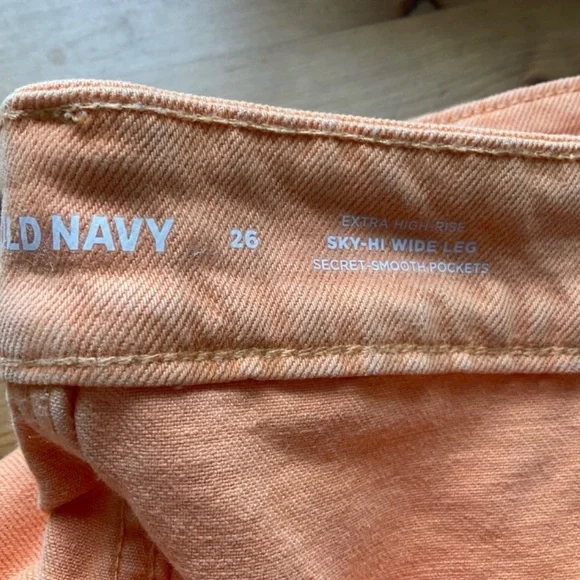 LD NAVY
26
EXTRA HIGH-RISE
SKY-HI WIDE LEG
SECRET-SMOOTH POCKETS